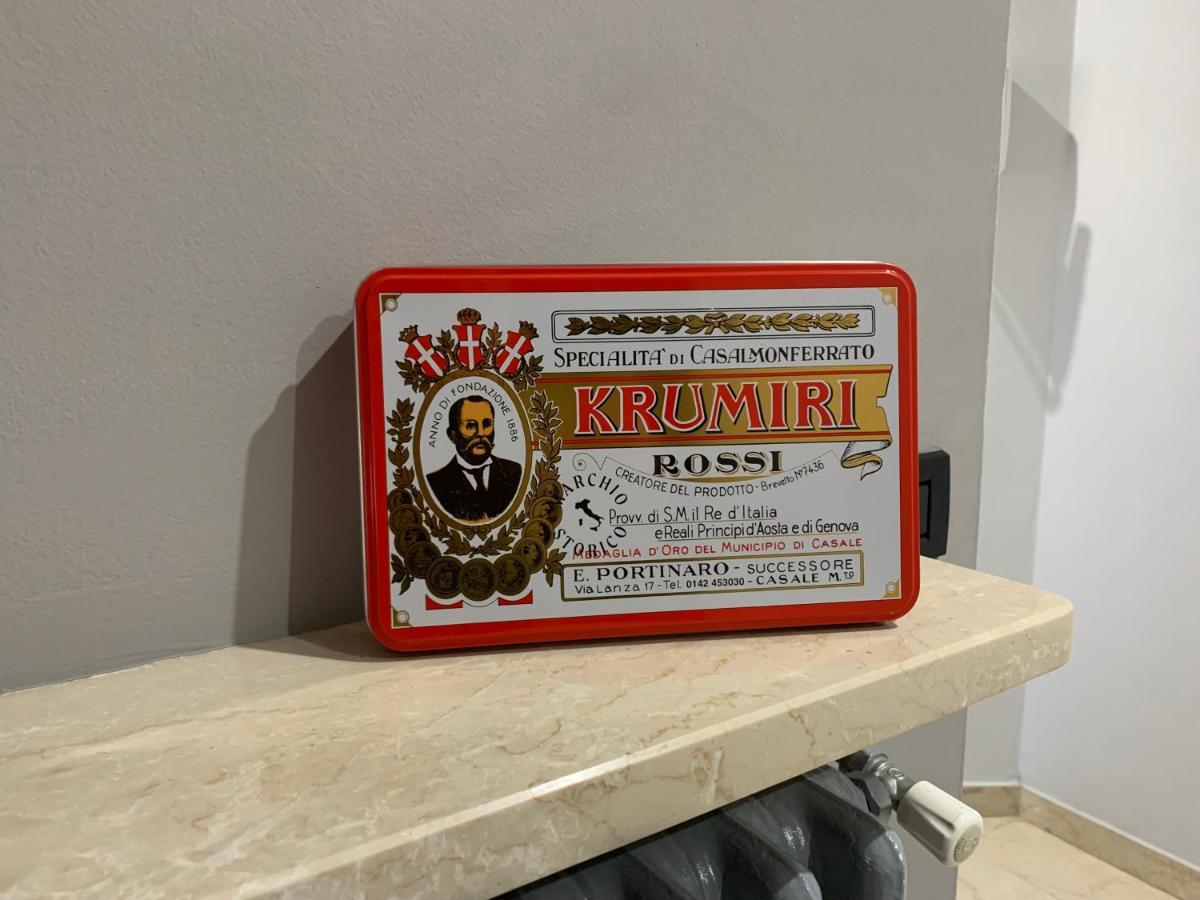 SPECIALITA' DI CASALMONFERRATO
KRUMIRI
ROSSI
CREATORE DEL PRODOTTO - Brevetto Nº 7436
ANNO DI FONDAZIONE 1886
MARCHIO
STORICO
Provv. di S.M. il Re d'Italia
e Reali Principi d'Aosta e di Genova
MEDAGLIA D'ORO DEL MUNICIPIO DI CASALE
E. PORTINARO - SUCCESSORE
Via Lanza 17 - Tel. 0142 453030 - CASALE M.TO